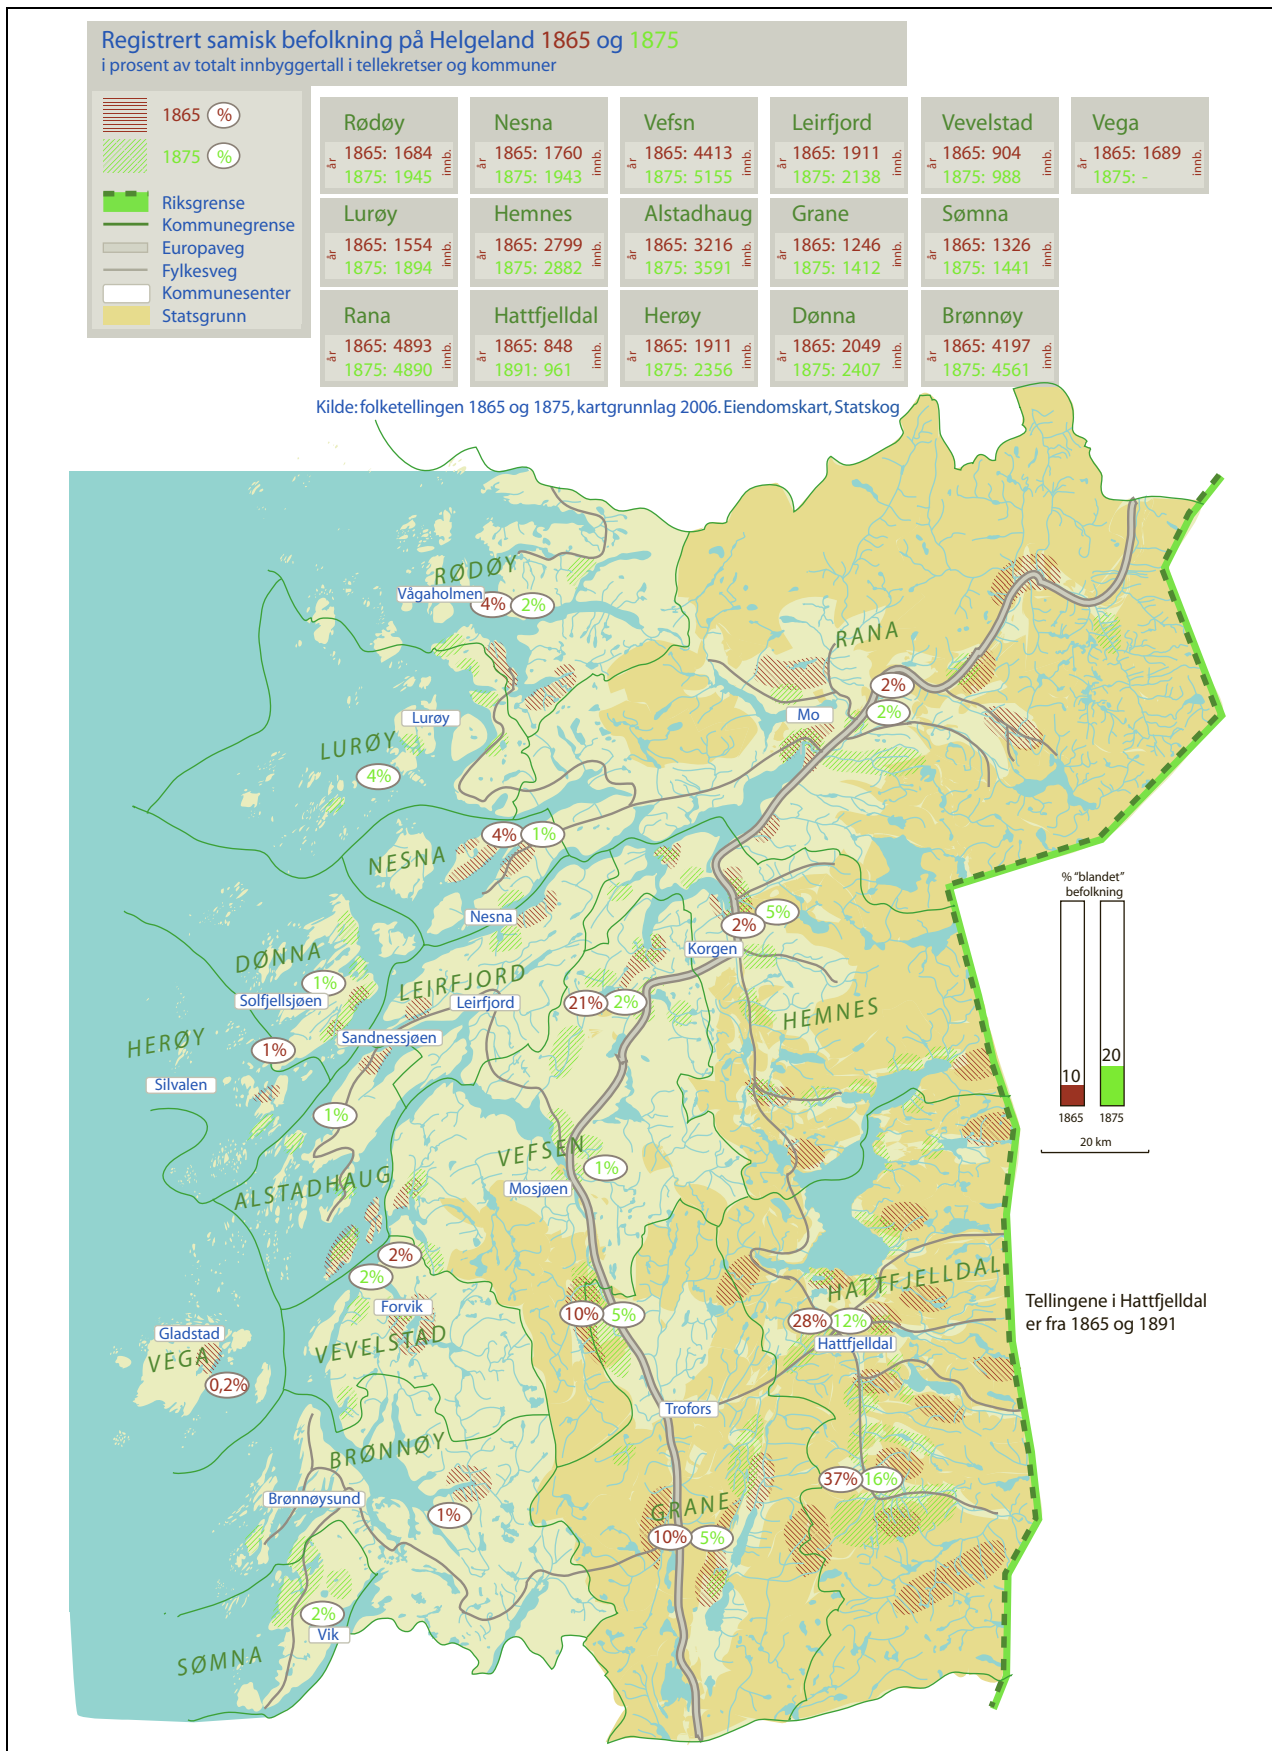 Registrert samisk befolkning på Helgeland 1865 og 1875
i prosent av totalt innbyggertall i tellekretser og kommuner
1865 %
1875 %
Riksgrense
Kommunegrense
Europaveg
Fylkesveg
Kommunesenter
Statsgrunn
Rødøy
år 1865: 1684 innb.
1875: 1945
Nesna
år 1865: 1760 innb.
1875: 1943
Vefsn
år 1865: 4413 innb.
1875: 5155
Leirfjord
år 1865: 1911 innb.
1875: 2138
Vevelstad
år 1865: 904 innb.
1875: 988
Vega
år 1865: 1689 innb.
1875: -
Lurøy
år 1865: 1554 innb.
1875: 1894
Hemnes
år 1865: 2799 innb.
1875: 2882
Alstadhaug
år 1865: 3216 innb.
1875: 3591
Grane
år 1865: 1246 innb.
1875: 1412
Sømna
år 1865: 1326 innb.
1875: 1441
Rana
år 1865: 4893 innb.
1875: 4890
Hattfjelldal
år 1865: 848 innb.
1891: 961
Herøy
år 1865: 1911 innb.
1875: 2356
Dønna
år 1865: 2049 innb.
1875: 2407
Brønnøy
år 1865: 4197 innb.
1875: 4561
Kilde: folketellingen 1865 og 1875, kartgrunnlag 2006. Eiendomskart, Statskog
RØDØY
Vågaholmen
4% 2%
RANA
2%
2%
Mo
Lurøy
LURØY
4%
4% 1%
NESNA
Nesna
% "blandet"
befolkning
10
20
1865 1875
20 km
5%
2%
Korgen
DØNNA
1%
Solfjellsjøen
LEIRFJORD
Leirfjord
21% 2%
HEMNES
HERØY
1%
Sandnessjøen
Silvalen
1%
VEFSEN
1%
Mosjøen
ALSTADHAUG
2%
2%
Forvik
VEVELSTAD
10% 5%
HATTFJELLDAL
28% 12%
Hattfjelldal
Tellingene i Hattfjelldal
er fra 1865 og 1891
Gladstad
VEGA
0,2%
Trofors
BRØNNØY
Brønnøysund
1%
37% 16%
GRANE
10% 5%
2%
Vik
SØMNA